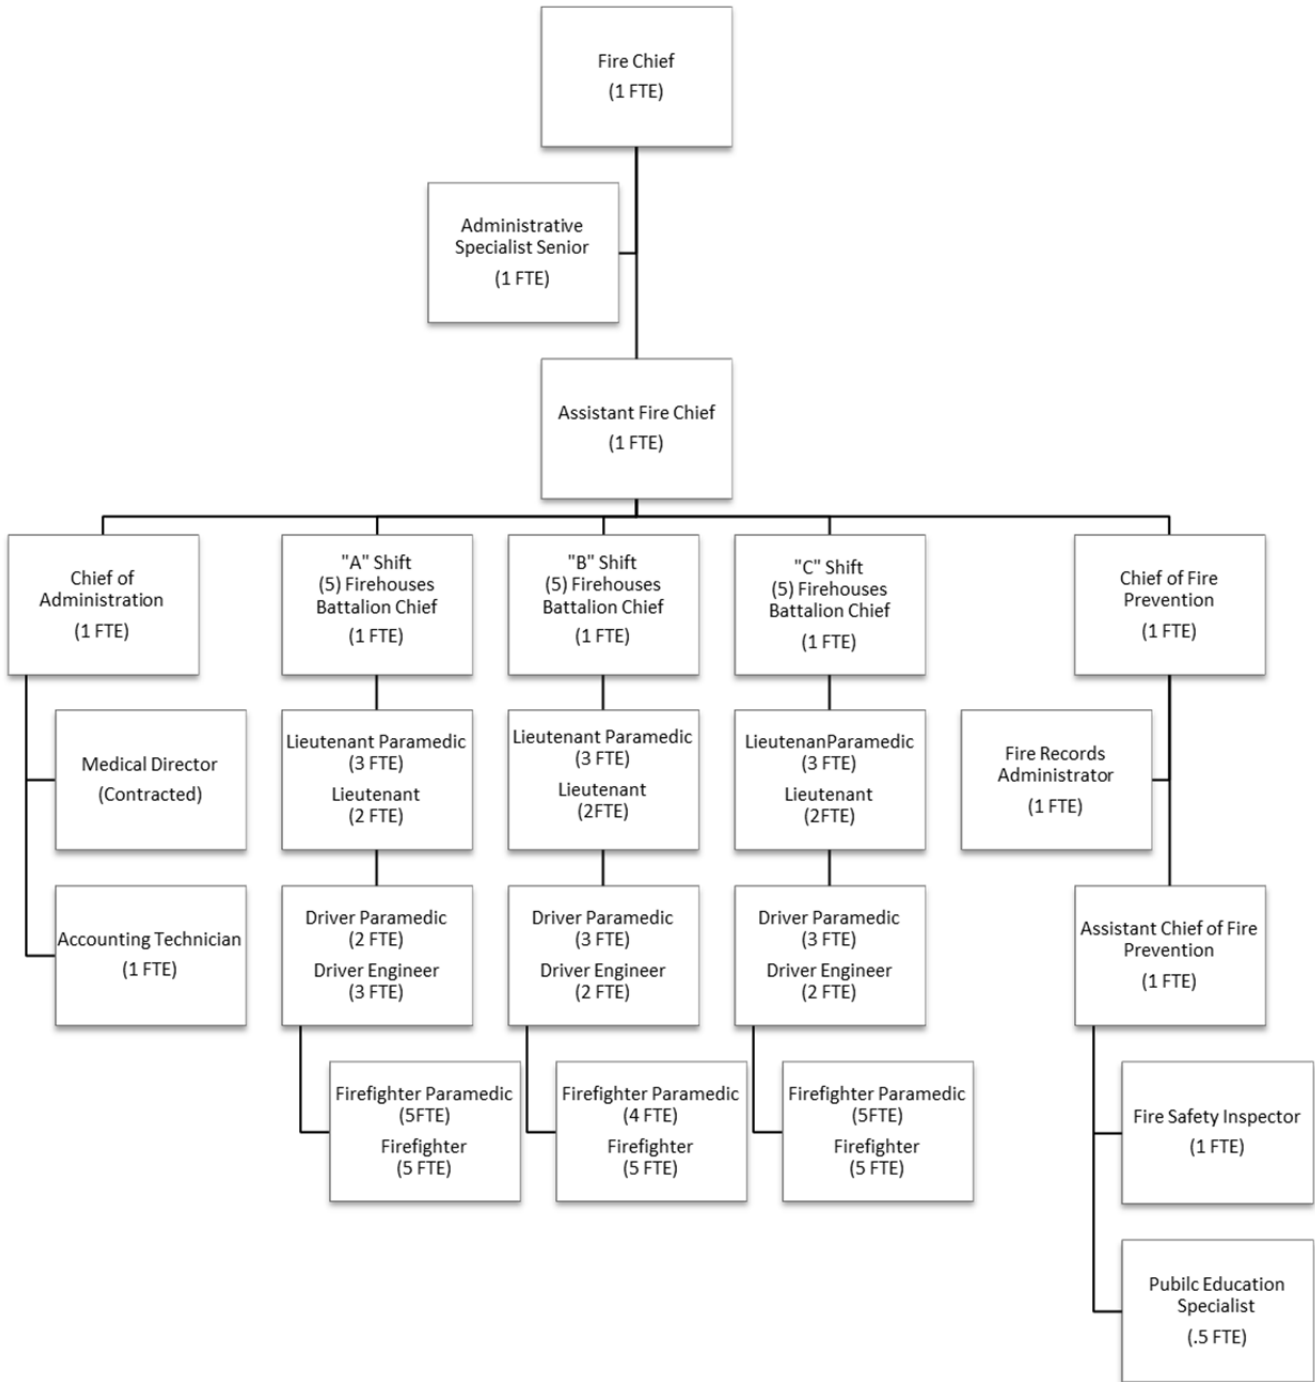 Fire Chief
(1 FTE)
Administrative
Specialist Senior
(1 FTE)
Assistant Fire Chief
(1 FTE)
Chief of
Administration
(1 FTE)
"A" Shift
(5) Firehouses
Battalion Chief
(1 FTE)
"B" Shift
(5) Firehouses
Battalion Chief
(1 FTE)
"C" Shift
(5) Firehouses
Battalion Chief
(1 FTE)
Chief of Fire
Prevention
(1 FTE)
Medical Director
(Contracted)
Lieutenant Paramedic
(3 FTE)
Lieutenant
(2 FTE)
Lieutenant Paramedic
(3 FTE)
Lieutenant
(2FTE)
LieutenanParamedic
(3 FTE)
Lieutenant
(2FTE)
Fire Records
Administrator
(1 FTE)
Accounting Technician
(1 FTE)
Driver Paramedic
(2 FTE)
Driver Engineer
(3 FTE)
Driver Paramedic
(3 FTE)
Driver Engineer
(2 FTE)
Driver Paramedic
(3 FTE)
Driver Engineer
(2 FTE)
Assistant Chief of Fire
Prevention
(1 FTE)
Firefighter Paramedic
(5FTE)
Firefighter
(5 FTE)
Firefighter Paramedic
(4 FTE)
Firefighter
(5 FTE)
Firefighter Paramedic
(5FTE)
Firefighter
(5 FTE)
Fire Safety Inspector
(1 FTE)
Pubilc Education
Specialist
(.5 FTE)